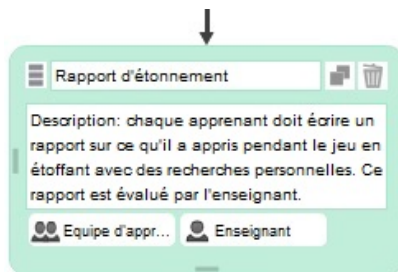 Rapport d'étonnement
Description: chaque apprenant doit écrire un
rapport sur ce qu'il a appris pendant le jeu en
étoffant avec des recherches personnelles. Ce
rapport est évalué par l'enseignant.
Equipe d'appr... Enseignant